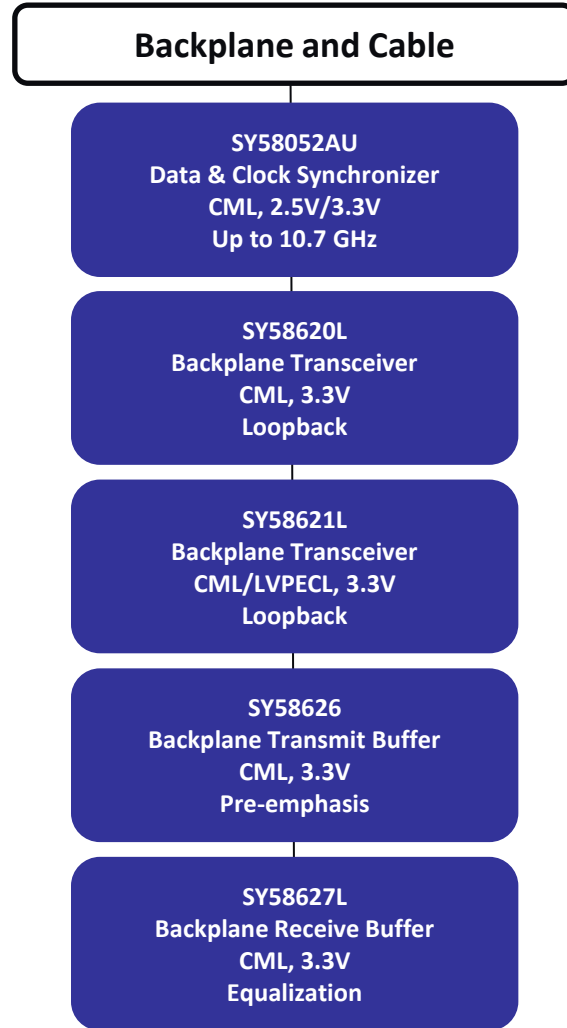 Backplane and Cable
SY58052AU
Data & Clock Synchronizer
CML, 2.5V/3.3V
Up to 10.7 GHz
SY58620L
Backplane Transceiver
CML, 3.3V
Loopback
SY58621L
Backplane Transceiver
CML/LVPECL, 3.3V
Loopback
SY58626
Backplane Transmit Buffer
CML, 3.3V
Pre-emphasis
SY58627L
Backplane Receive Buffer
CML, 3.3V
Equalization